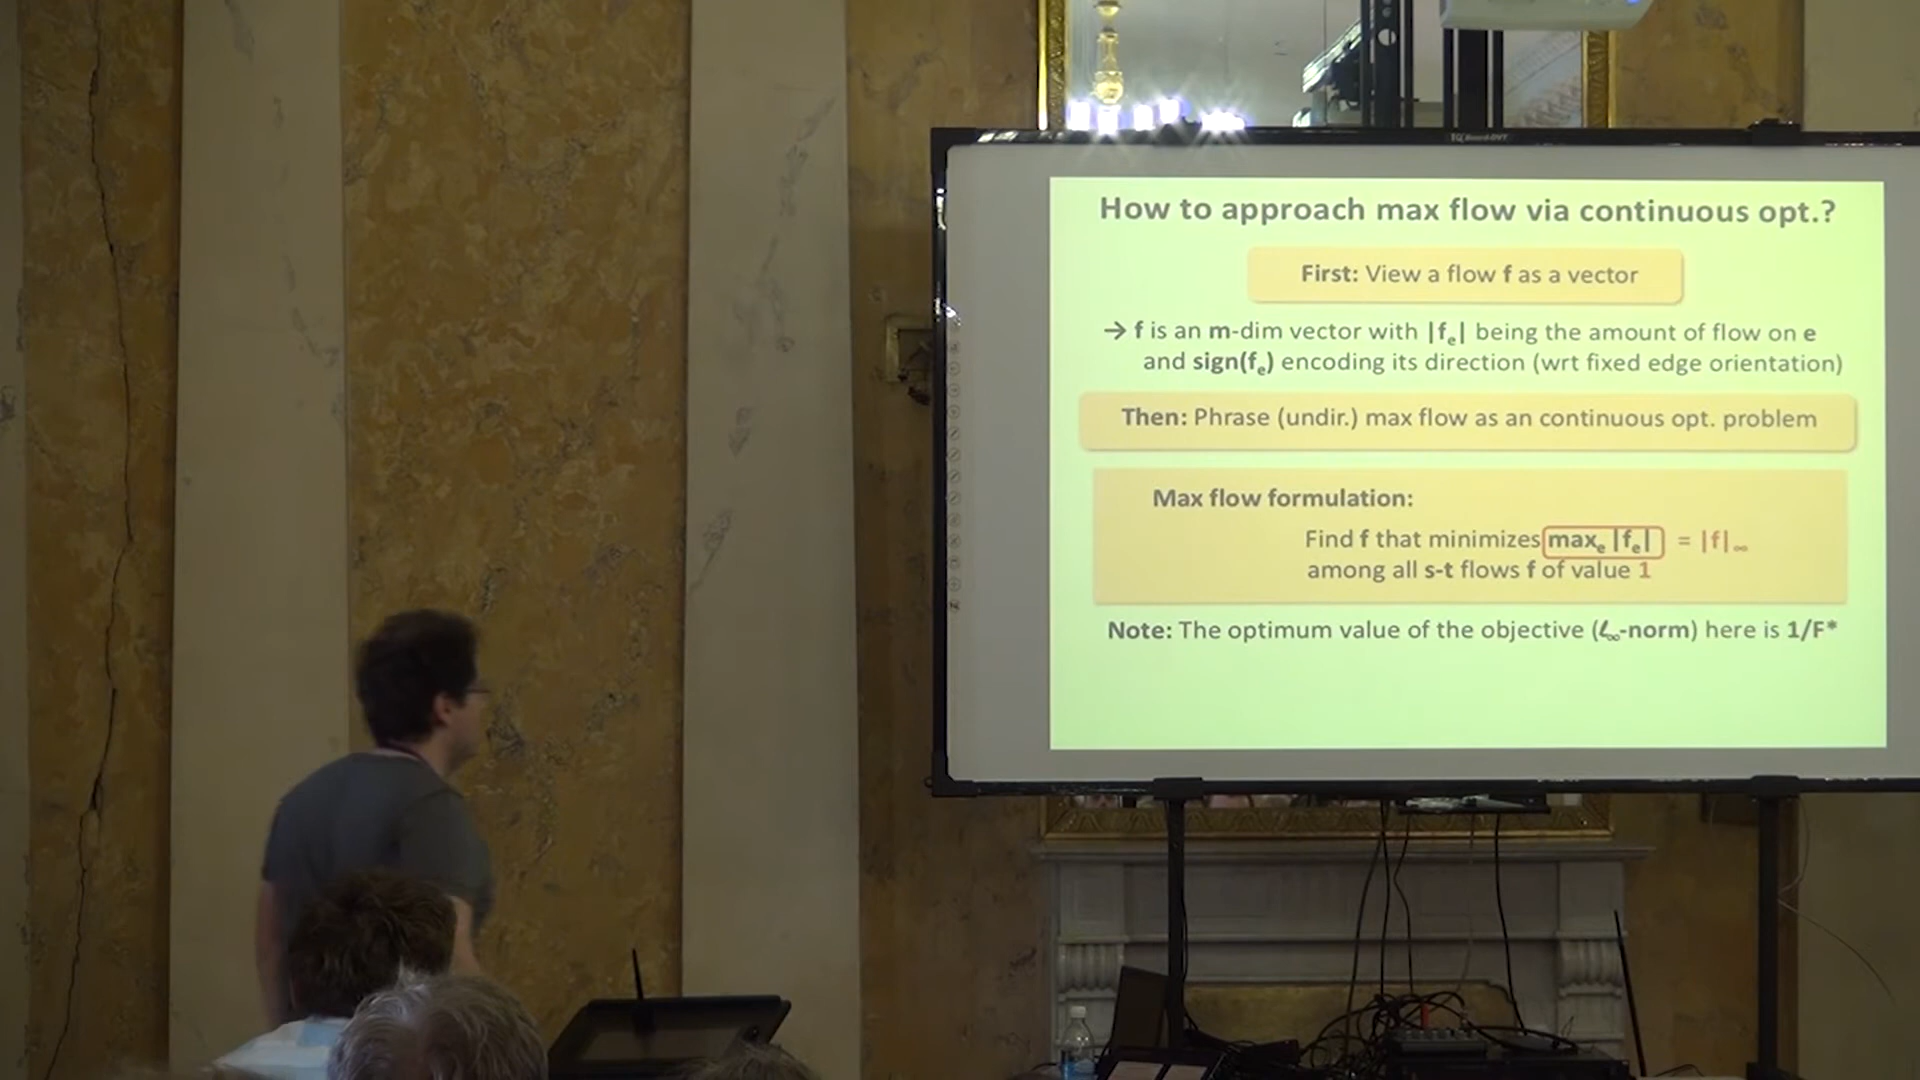 How to approach max flow via continuous opt.?
First: View a flow f as a vector
→ f is an m-dim vector with |fₑ| being the amount of flow on e
and sign(fₑ) encoding its direction (wrt fixed edge orientation)
Then: Phrase (undir.) max flow as an continuous opt. problem
Max flow formulation:
Find f that minimizes maxₑ |fₑ| = |f|∞
among all s-t flows f of value 1
Note: The optimum value of the objective (ℓ∞-norm) here is 1/F*